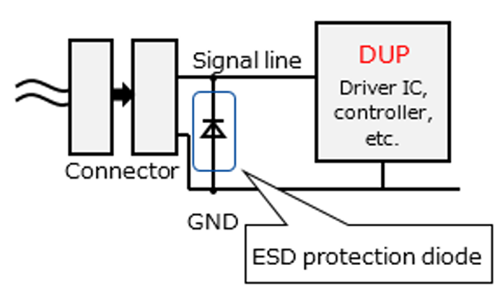 Signal line
DUP
Driver IC,
controller,
etc.
Connector
GND
ESD protection diode